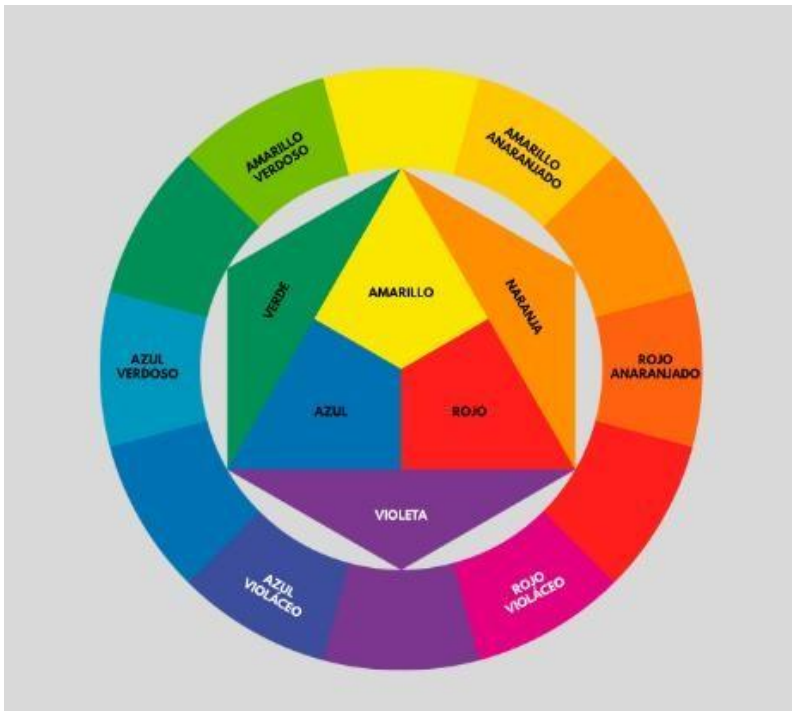 AMARILLO
VERDOSO
AMARILLO
ANARANJADO
VERDE
AMARILLO
NARANJA
AZUL
VERDOSO
ROJO
ANARANJADO
AZUL
ROJO
VIOLETA
AZUL
VIOLÁCEO
ROJO
VIOLÁCEO